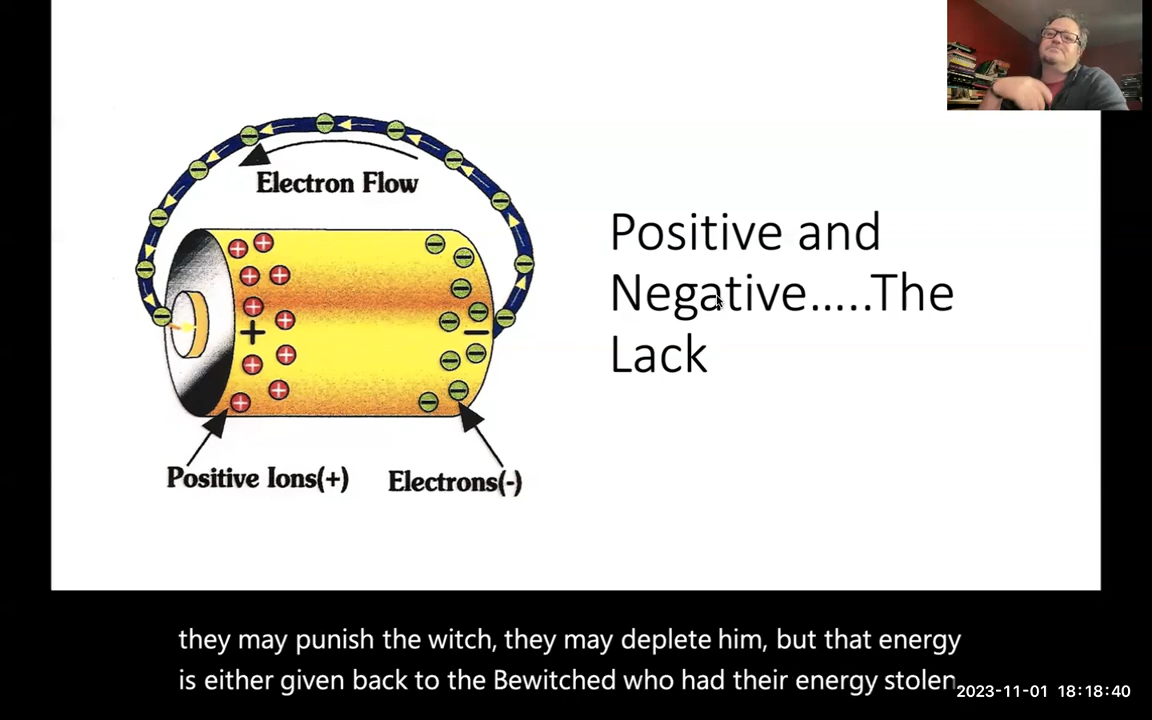 Electron Flow
Positive and
Negative.....The
Lack
+
−
Positive Ions(+)
Electrons(-)
they may punish the witch, they may deplete him, but that energy
is either given back to the Bewitched who had their energy stolen
2023-11-01 18:18:40